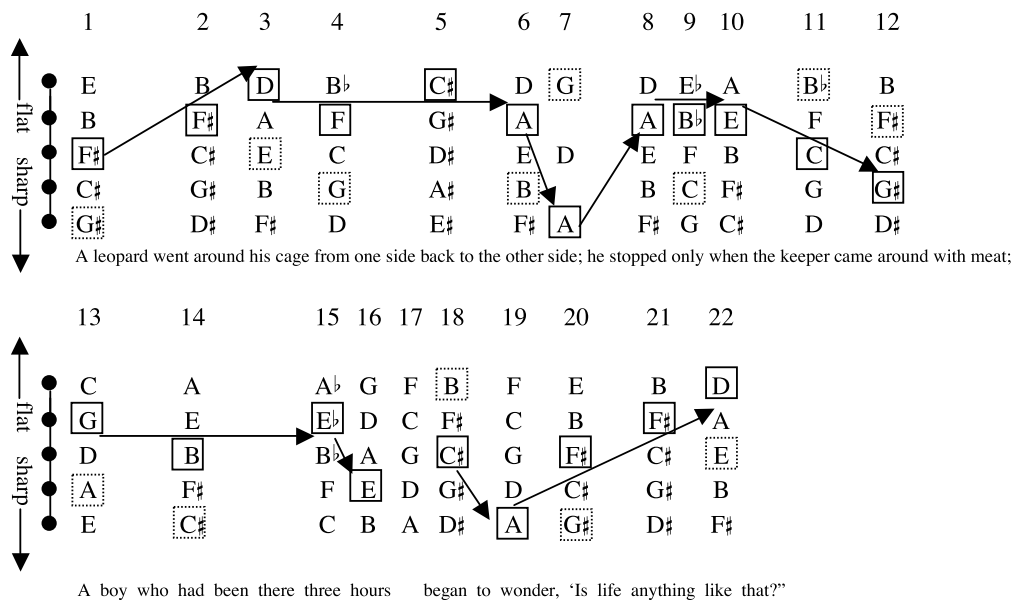 1 2 3 4 5 6 7 8 9 10 11 12
E B D B♭ C♯ D G D E♭ A B♭ B
B F♯ A F G♯ A A B♭ E F F♯
F♯ C♯ E C D♯ E D E F B C C♯
C♯ G♯ B G A♯ B B C F♯ G G♯
G♯ D♯ F♯ D E♯ F♯ A F♯ G C♯ D D♯
flat
sharp
A leopard went around his cage from one side back to the other side; he stopped only when the keeper came around with meat;
13 14 15 16 17 18 19 20 21 22
C A A♭ G F B F E B D
G E E♭ D C F♯ C B F♯ A
D B B♭ A G C♯ G F♯ C♯ E
A F♯ F E D G♯ D C♯ G♯ B
E C♯ C B A D♯ A G♯ D♯ F♯
flat
sharp
A boy who had been there three hours began to wonder, ‘Is life anything like that?”